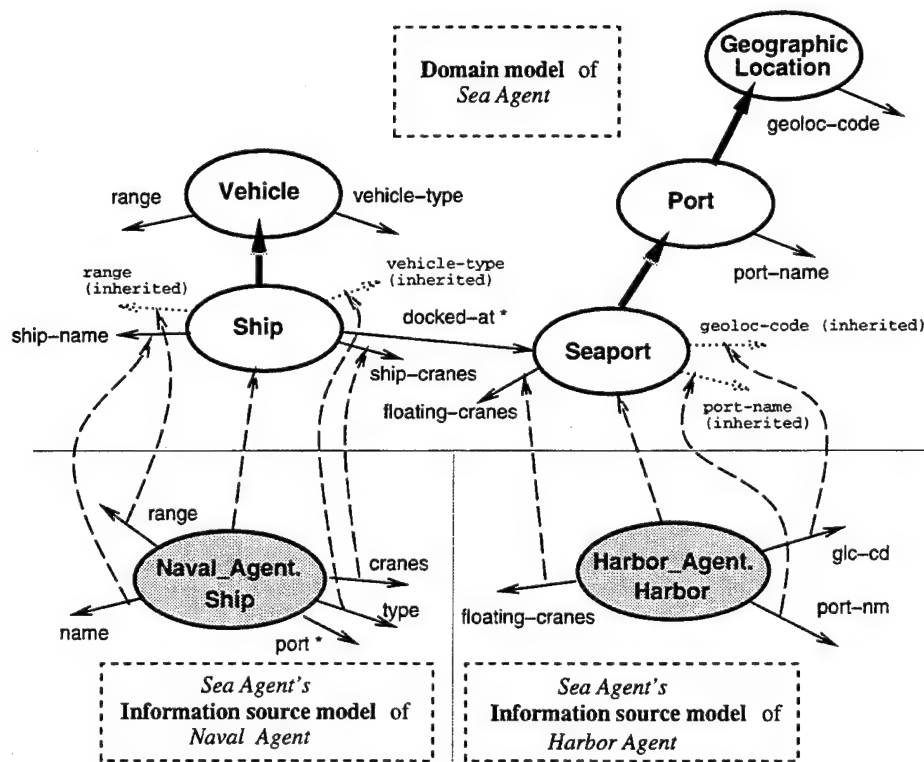 Geographic
Location
Domain model of
Sea Agent
geoloc-code
Vehicle
range
vehicle-type
Port
port-name
range
(inherited)
vehicle-type
(inherited)
Ship
docked-at *
ship-name
ship-cranes
Seaport
geoloc-code (inherited)
floating-cranes
port-name
(inherited)
range
Naval_Agent.
Ship
cranes
type
name
port *
Harbor_Agent.
Harbor
glc-cd
floating-cranes
port-nm
Sea Agent's
Information source model of
Naval Agent
Sea Agent's
Information source model of
Harbor Agent